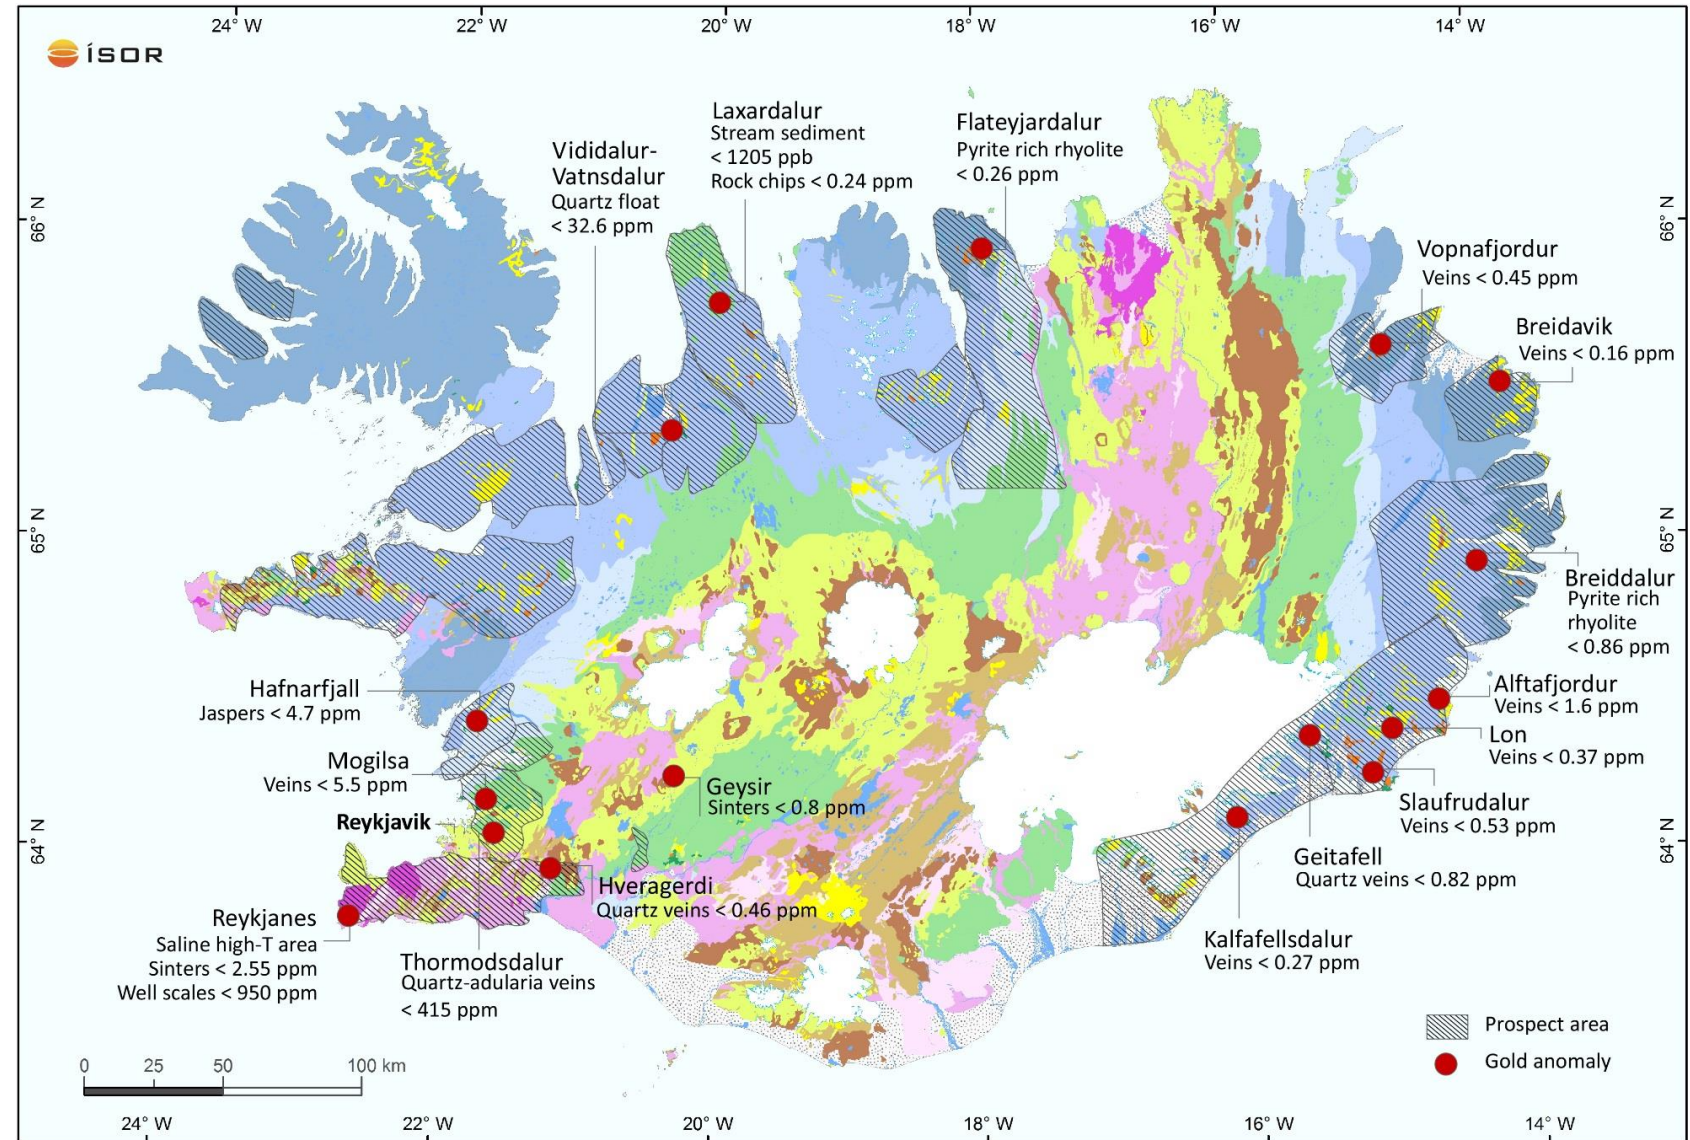 24° W
22° W
20° W
18° W
16° W
14° W
ÍSOR
Laxardalur
Stream sediment
< 1205 ppb
Rock chips < 0.24 ppm
Flateyjardalur
Pyrite rich rhyolite
< 0.26 ppm
Vididalur-
Vatnsdalur
Quartz float
< 32.6 ppm
66° N
66° N
Vopnafjordur
Veins < 0.45 ppm
Breidavik
Veins < 0.16 ppm
65° N
65° N
Breiddalur
Pyrite rich
rhyolite
< 0.86 ppm
Hafnarfjall
Jaspers < 4.7 ppm
Alftafjordur
Veins < 1.6 ppm
Lon
Veins < 0.37 ppm
Mogilsa
Veins < 5.5 ppm
Geysir
Sinters < 0.8 ppm
Slaufrudalur
Veins < 0.53 ppm
Reykjavik
64° N
64° N
Geitafell
Quartz veins < 0.82 ppm
Hveragerdi
Quartz veins < 0.46 ppm
Reykjanes
Saline high-T area
Sinters < 2.55 ppm
Well scales < 950 ppm
Kalfafellsdalur
Veins < 0.27 ppm
Thormodsdalur
Quartz-adularia veins
< 415 ppm
Prospect area
Gold anomaly
0 25 50 100 km
24° W
22° W
20° W
18° W
16° W
14° W